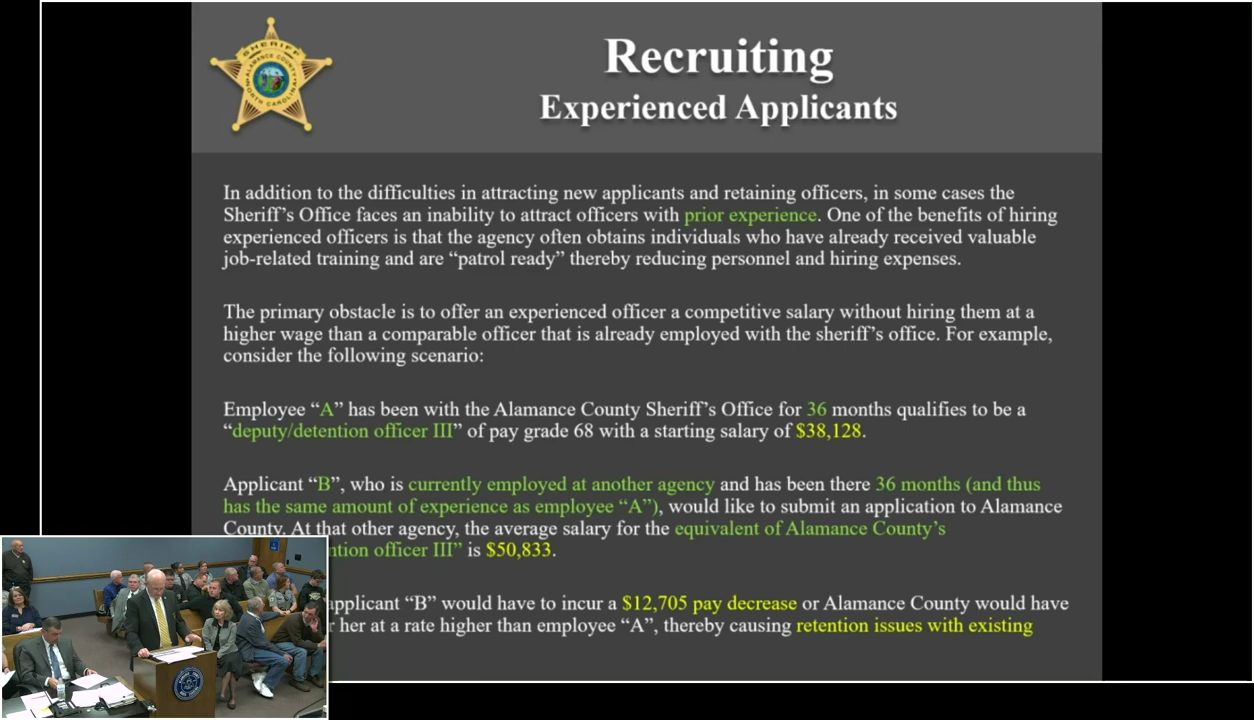 SHERIFF
ALAMANCE COUNTY
NORTH CAROLINA
Recruiting
Experienced Applicants
In addition to the difficulties in attracting new applicants and retaining officers, in some cases the
Sheriff’s Office faces an inability to attract officers with prior experience. One of the benefits of hiring
experienced officers is that the agency often obtains individuals who have already received valuable
job-related training and are “patrol ready” thereby reducing personnel and hiring expenses.
The primary obstacle is to offer an experienced officer a competitive salary without hiring them at a
higher wage than a comparable officer that is already employed with the sheriff’s office. For example,
consider the following scenario:
Employee “A” has been with the Alamance County Sheriff’s Office for 36 months qualifies to be a
“deputy/detention officer III” of pay grade 68 with a starting salary of $38,128.
Applicant “B”, who is currently employed at another agency and has been there 36 months (and thus
has the same amount of experience as employee “A”), would like to submit an application to Alamance
County. At that other agency, the average salary for the equivalent of Alamance County’s
ntion officer III” is $50,833.
applicant “B” would have to incur a $12,705 pay decrease or Alamance County would have
r her at a rate higher than employee “A”, thereby causing retention issues with existing